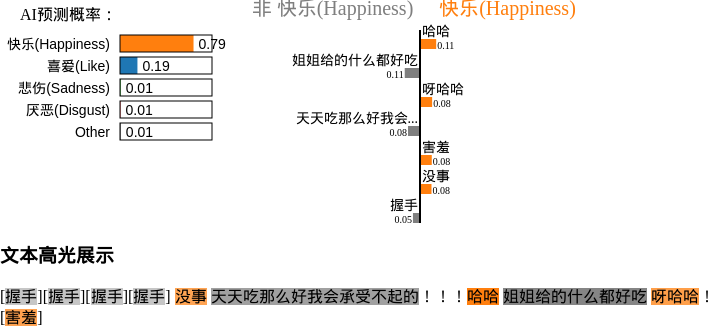 AI预测概率：
快乐(Happiness) 0.79
喜爱(Like) 0.19
悲伤(Sadness) 0.01
厌恶(Disgust) 0.01
Other 0.01
非 快乐(Happiness) 快乐(Happiness)
哈哈
0.11
姐姐给的什么都好吃
0.11
呀哈哈
0.08
天天吃那么好我会...
0.08
害羞
0.08
没事
0.08
握手
0.05
文本高光展示
[握手][握手][握手][握手] 没事 天天吃那么好我会承受不起的！！！哈哈 姐姐给的什么都好吃 呀哈哈！
[害羞]